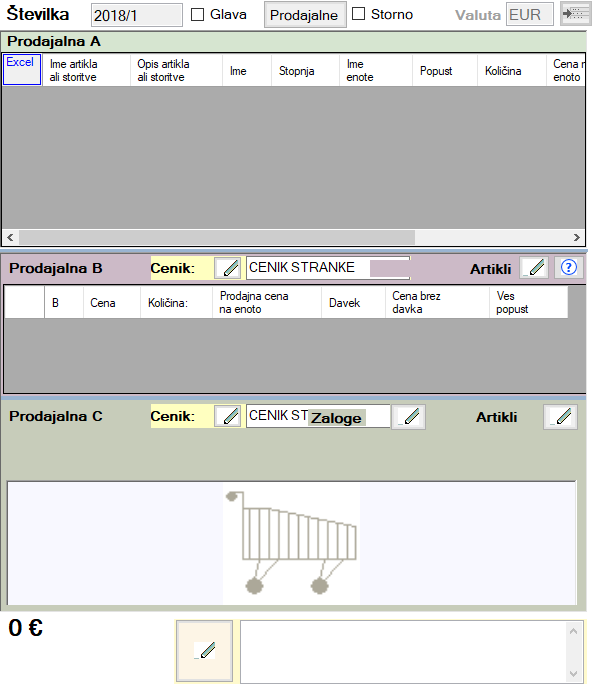 Številka 2018/1 Glava Prodajalne Storno Valuta EUR
Prodajalna A
Excel Ime artikla Opis artikla Ime Stopnja Ime Popust Količina Cena
ali storitve ali storitve enote enoto
Prodajalna B Cenik: CENIK STRANKE Artikli ?
B Cena Količina: Prodajna cena Davek Cena brez Ves
na enoto davka popust
Prodajalna C Cenik: CENIK ST Zaloge Artikli
0 €